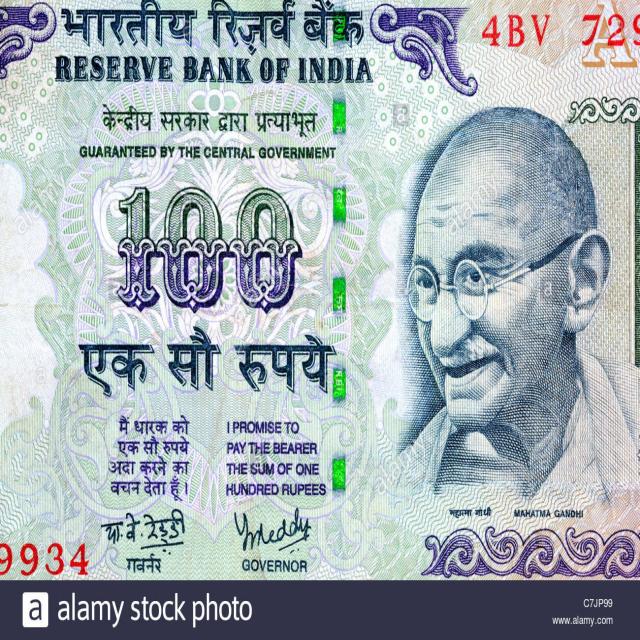 भारतीय रिज़र्व बैंक
4BV 729
RESERVE BANK OF INDIA
केन्द्रीय सरकार द्वारा प्रत्याभूत
GUARANTEED BY THE CENTRAL GOVERNMENT
100
एक सौ रुपये
मैं धारक को
एक सौ रुपये
अदा करने का
वचन देता हूँ।
I PROMISE TO
PAY THE BEARER
THE SUM OF ONE
HUNDRED RUPEES
महात्मा गांधी MAHATMA GANDHI
या. वे. रेड्डी
YVReddy
गवर्नर
GOVERNOR
9934
a alamy stock photo
C7JP99
www.alamy.com